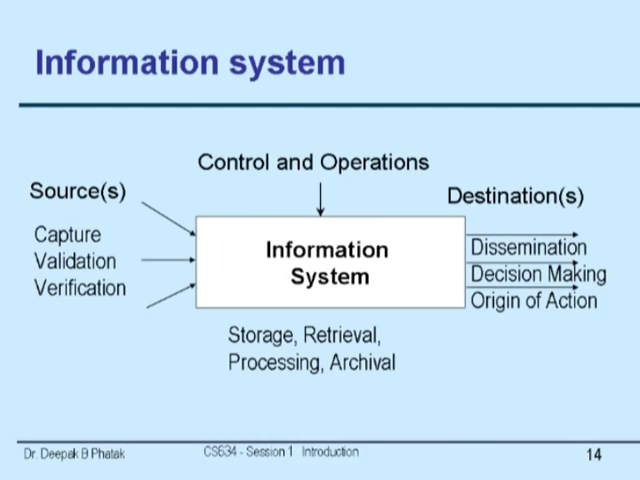 Information system
Control and Operations
Source(s)
Destination(s)
Capture
Validation
Verification
Information
System
Dissemination
Decision Making
Origin of Action
Storage, Retrieval,
Processing, Archival
Dr. Deepak B Phatak
CS634 - Session 1 Introduction
14